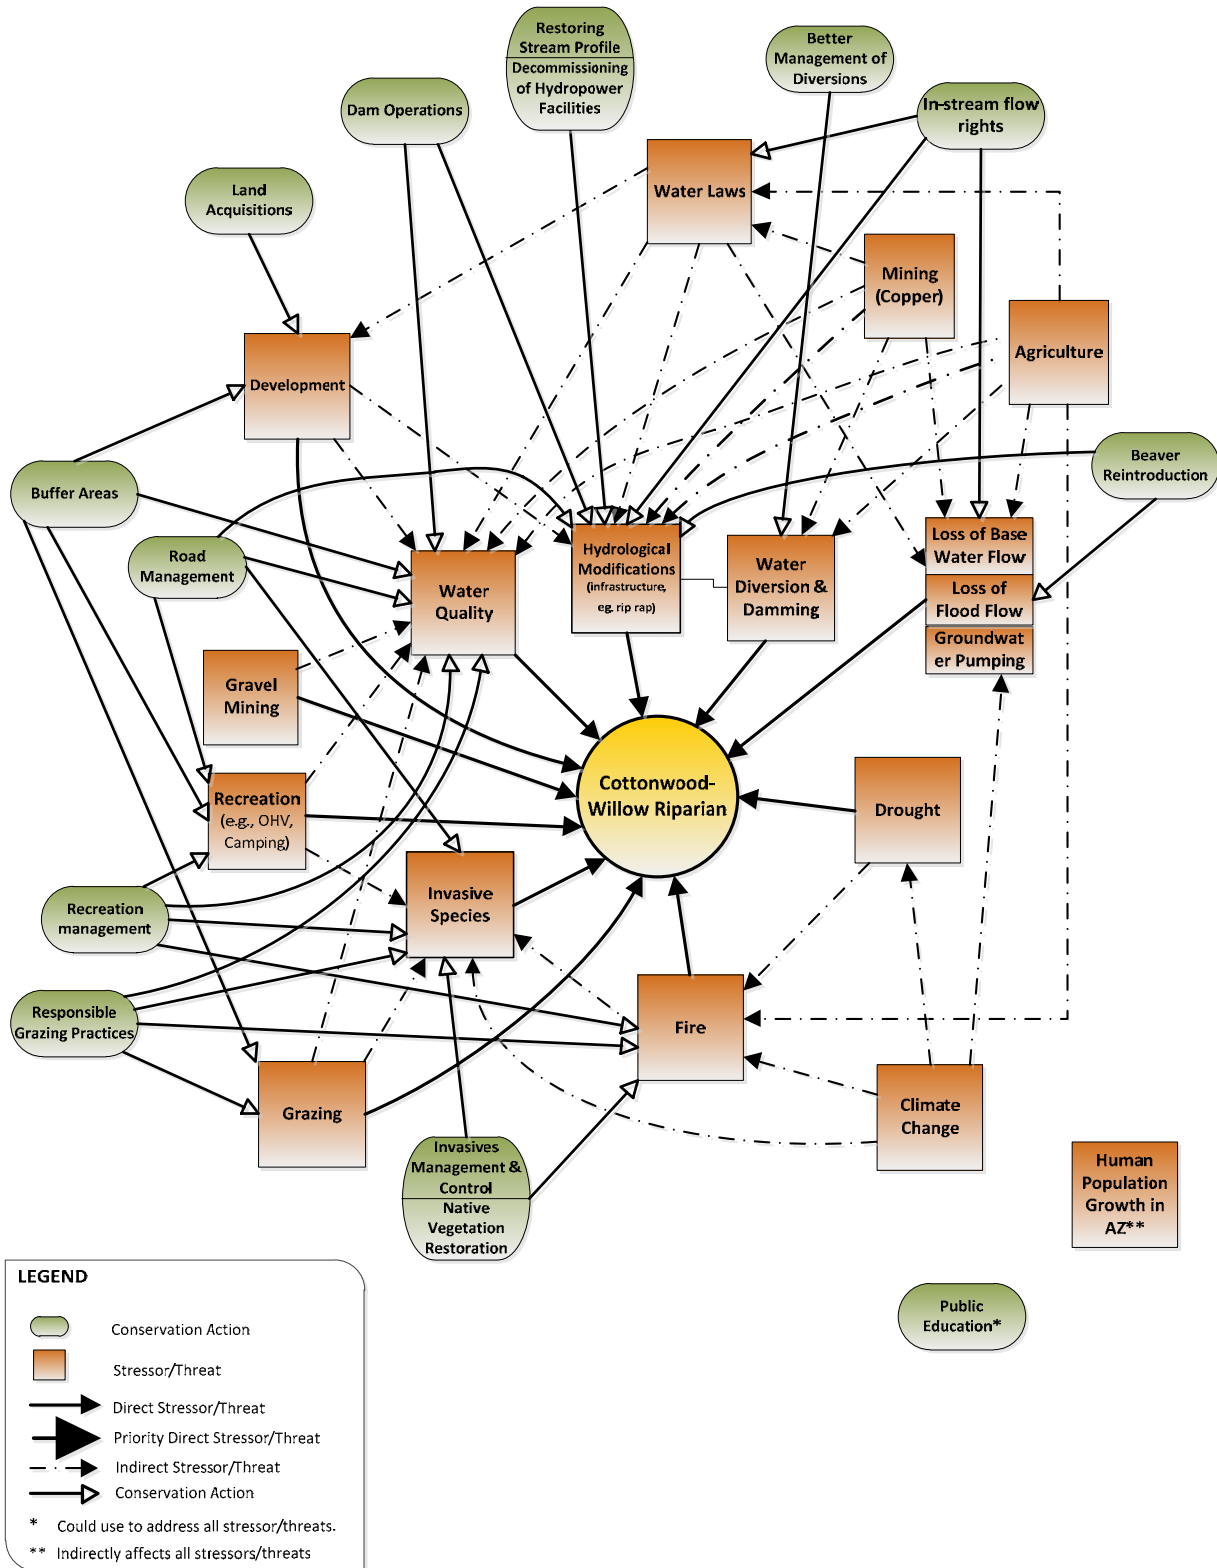 Restoring
Stream Profile
Decommissioning
of Hydropower
Facilities
Better
Management of
Diversions
Dam Operations
In-stream flow
rights
Land
Acquisitions
Water Laws
Mining
(Copper)
Agriculture
Development
Beaver
Reintroduction
Buffer Areas
Road
Management
Water
Quality
Hydrological
Modifications
(infrastructure,
eg. rip rap)
Water
Diversion &
Damming
Loss of Base
Water Flow
Loss of
Flood Flow
Groundwat
er Pumping
Gravel
Mining
Cottonwood-
Willow Riparian
Drought
Recreation
(e.g., OHV,
Camping)
Recreation
management
Invasive
Species
Responsible
Grazing Practices
Fire
Grazing
Climate
Change
Invasives
Management &
Control
Native
Vegetation
Restoration
Human
Population
Growth in
AZ**
Public
Education*
LEGEND
Conservation Action
Stressor/Threat
Direct Stressor/Threat
Priority Direct Stressor/Threat
Indirect Stressor/Threat
Conservation Action
* Could use to address all stressor/threats.
** Indirectly affects all stressors/threats